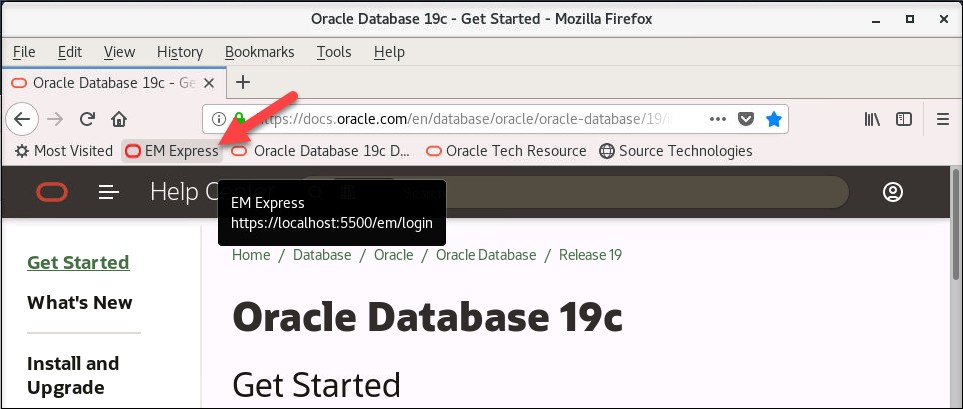 Oracle Database 19c - Get Started - Mozilla Firefox
File Edit View History Bookmarks Tools Help
Oracle Database 19c - Ge
https://docs.oracle.com/en/database/oracle/oracle-database/19/
Most Visited EM Express Oracle Database 19c D... Oracle Tech Resource Source Technologies
Help Center
EM Express
https://localhost:5500/em/login
Home / Database / Oracle / Oracle Database / Release 19
Get Started
What's New
Install and
Upgrade
Oracle Database 19c
Get Started